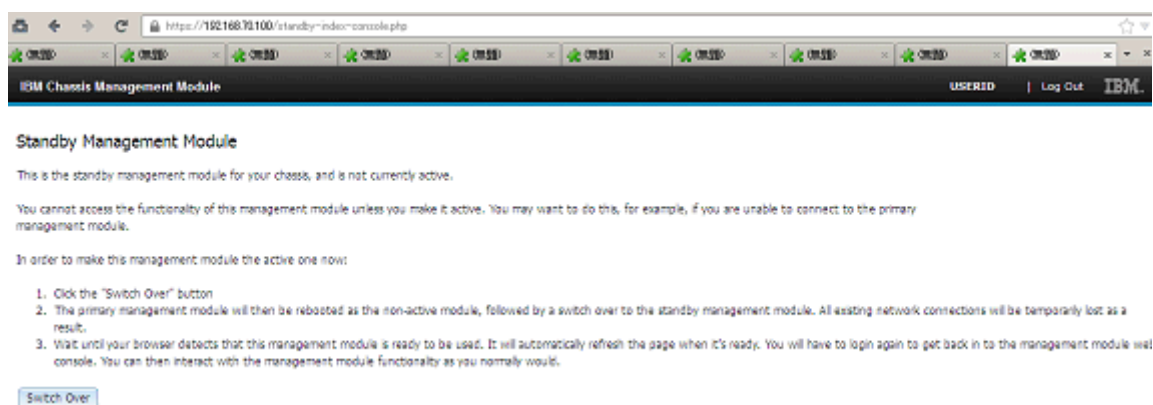 https://192.168.70.100/standby-index-console.php
IBM Chassis Management Module USERID | Log Out IBM.
Standby Management Module
This is the standby management module for your chassis, and is not currently active.
You cannot access the functionality of this management module unless you make it active. You may want to do this, for example, if you are unable to connect to the primary
management module.
In order to make this management module the active one now:
1. Click the "Switch Over" button
2. The primary management module will then be rebooted as the non-active module, followed by a switch over to the standby management module. All existing network connections will be temporarily lost as a
result.
3. Wait until your browser detects that this management module is ready to be used. It will automatically refresh the page when it's ready. You will have to login again to get back in to the management module web
console. You can then interact with the management module functionality as you normally would.
Switch Over